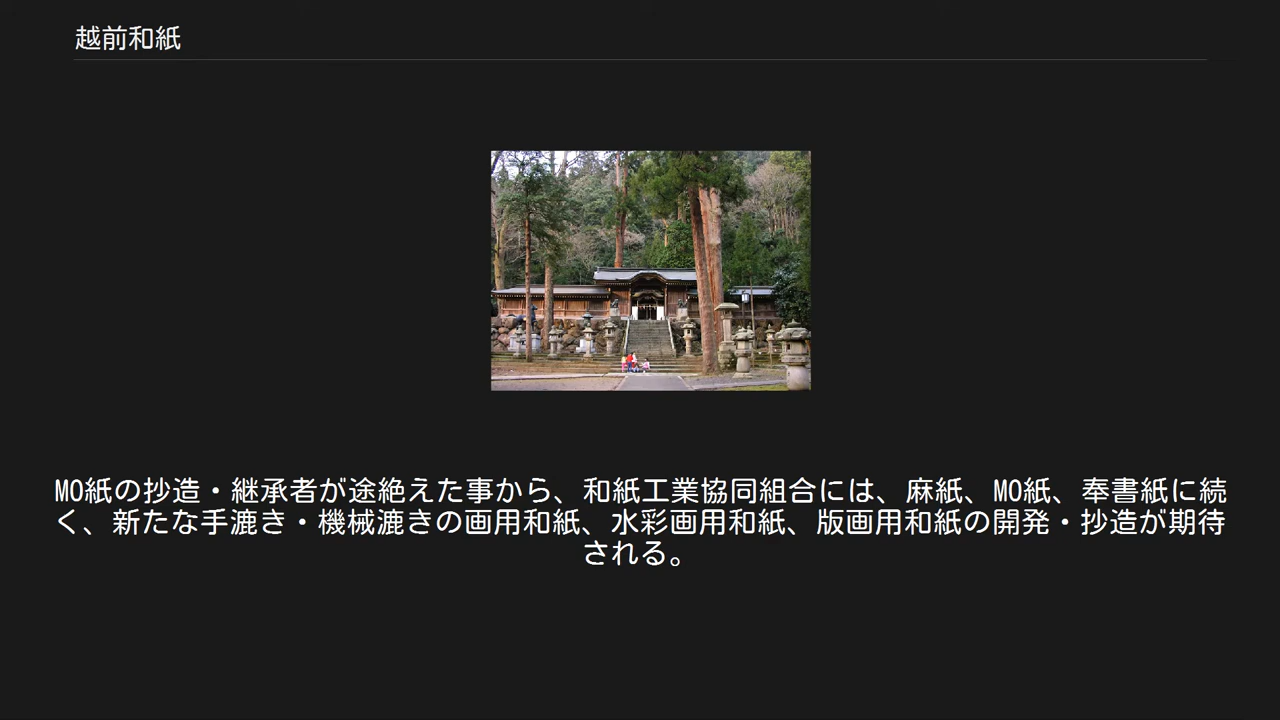 越前和紙
MO紙の抄造・継承者が途絶えた事から、和紙工業協同組合には、麻紙、MO紙、奉書紙に続
く、新たな手漉き・機械漉きの画用和紙、水彩画用和紙、版画用和紙の開発・抄造が期待
される。